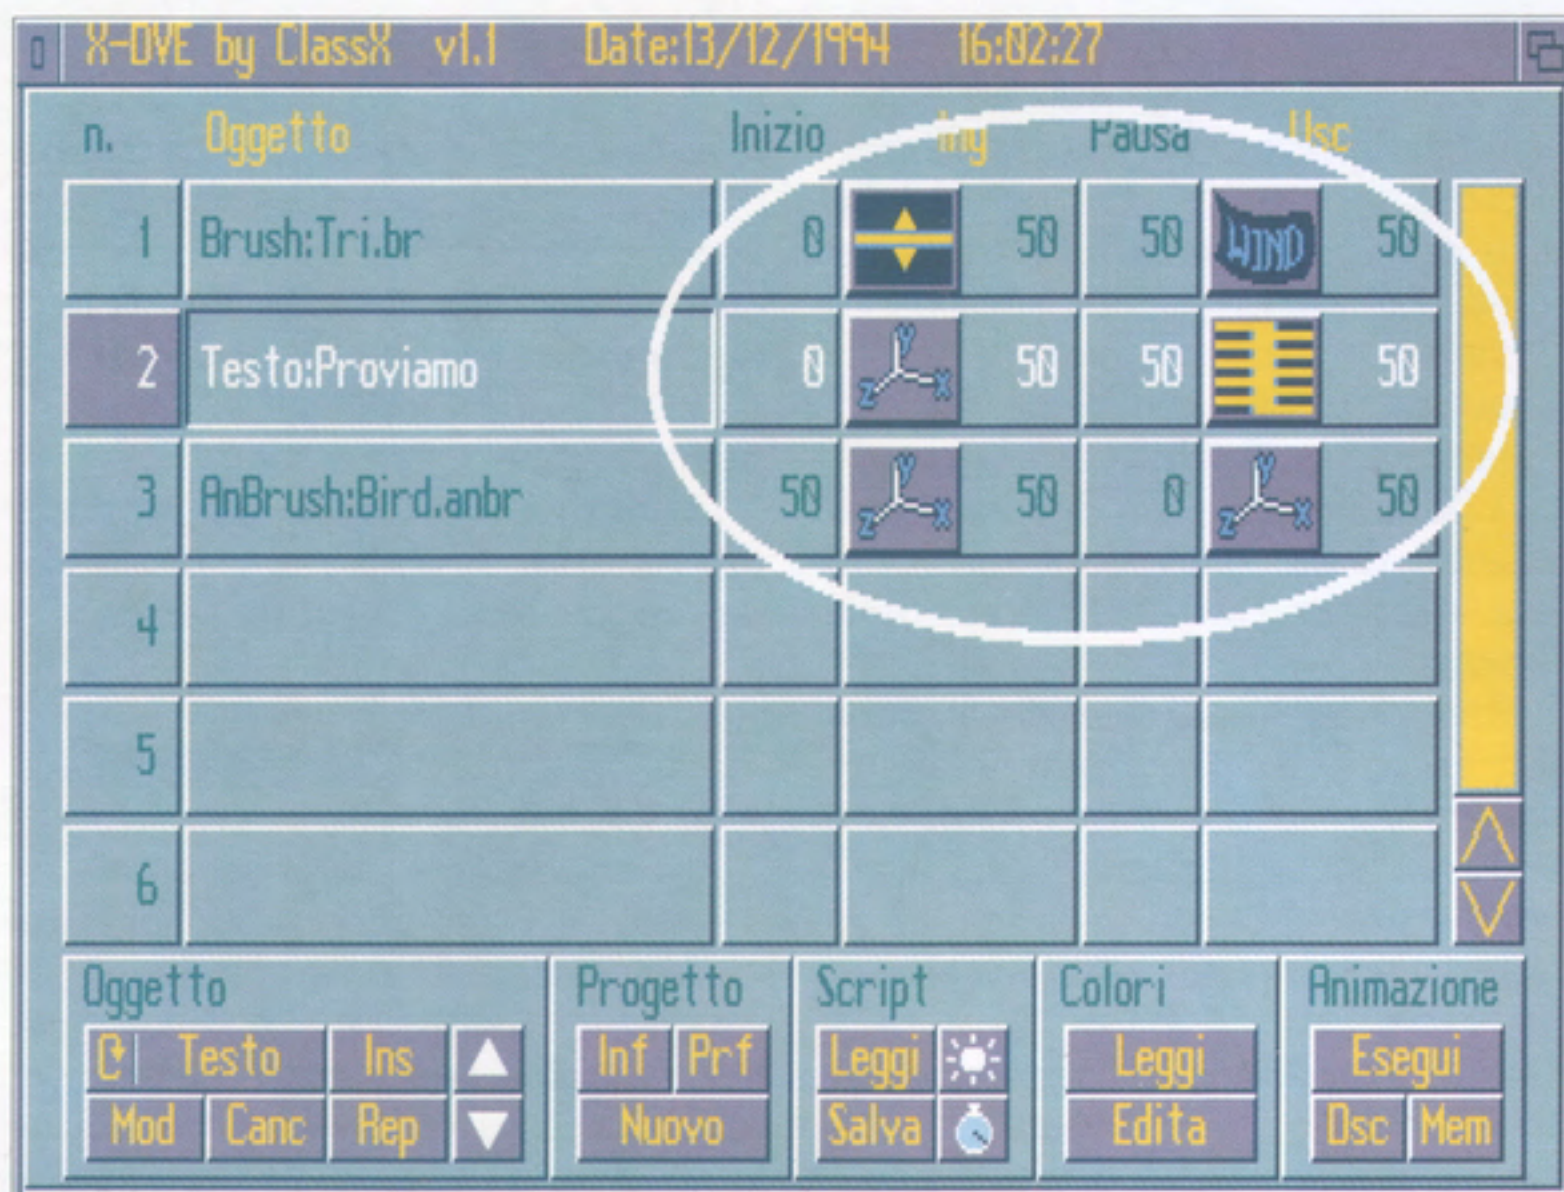 X-DVE by ClassX v1.1 Date:13/12/1994 16:02:27
n. Oggetto Inizio Ing Pausa Usc
1 Brush:Tri.br 0 50 50 WIND 50
2 Testo:Proviamo 0 Y Z X 50 50 50
3 AnBrush:Bird.anbr 50 Y Z X 50 0 Y Z X 50
4
5
6
Oggetto Progetto Script Colori Animazione
Testo Ins Inf Prf Leggi Leggi Esegui
Mod Canc Rep Nuovo Salva Edita Dsc Mem